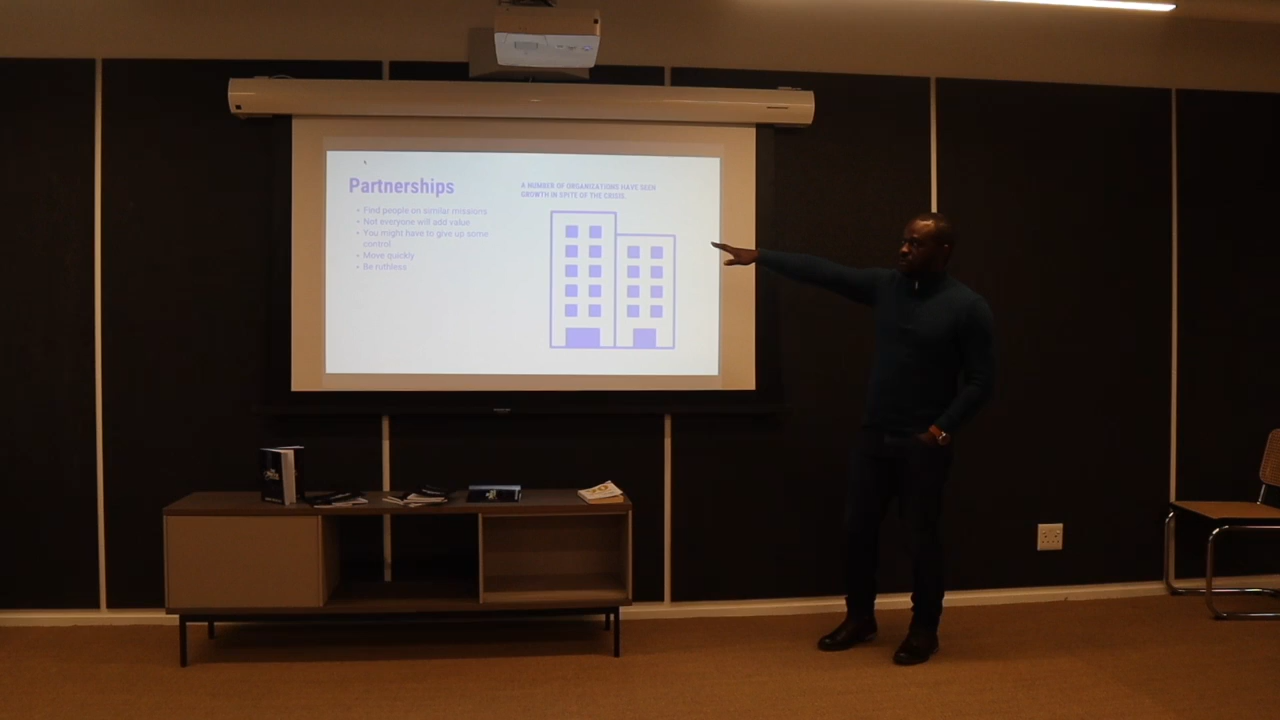 Partnerships
• Find people on similar missions
• Not everyone will add value
• You might have to give up some
control.
• Move quickly
• Be ruthless
A NUMBER OF ORGANIZATIONS HAVE SEEN
GROWTH IN SPITE OF THE CRISIS.